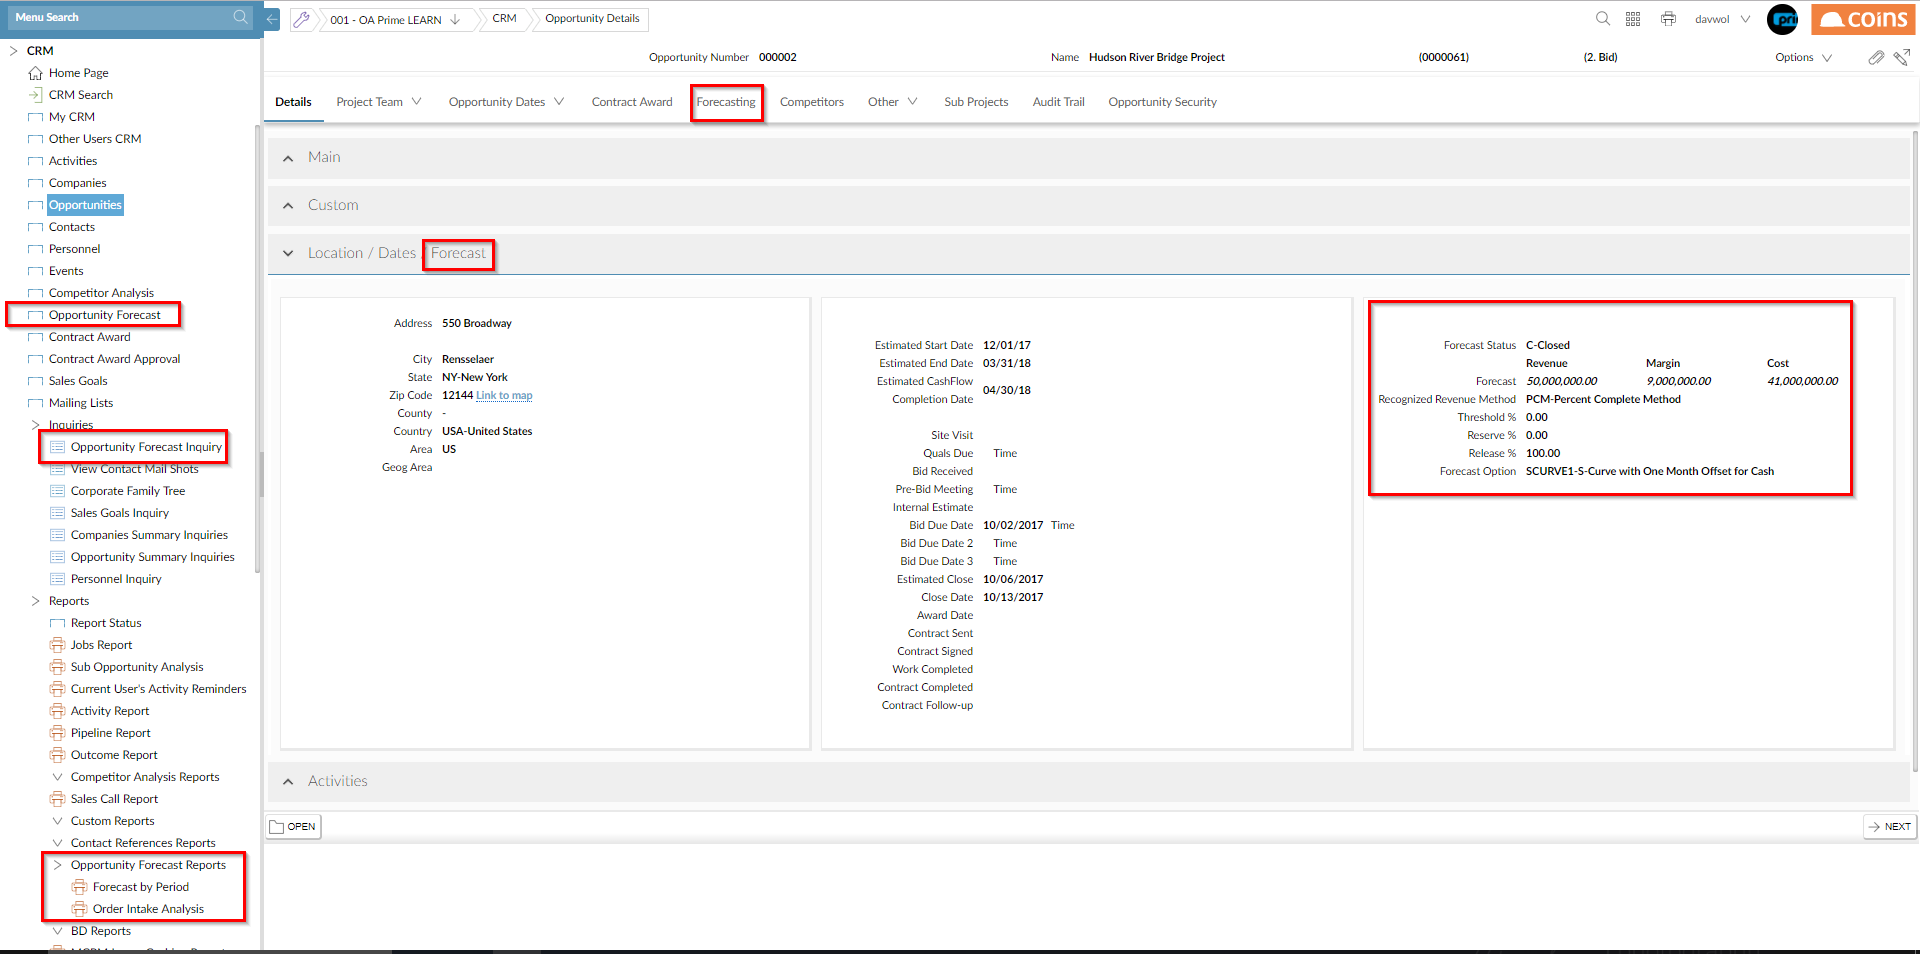 Menu Search
001 - OA Prime LEARN
CRM
Opportunity Details
davwol
pri
coins
Opportunity Number 000002
Name Hudson River Bridge Project
(0000061)
(2. Bid)
Options
Details
Project Team
Opportunity Dates
Contract Award
Forecasting
Competitors
Other
Sub Projects
Audit Trail
Opportunity Security
CRM
Home Page
CRM Search
My CRM
Other Users CRM
Activities
Companies
Opportunities
Contacts
Personnel
Events
Competitor Analysis
Opportunity Forecast
Contract Award
Contract Award Approval
Sales Goals
Mailing Lists
Inquiries
Opportunity Forecast Inquiry
View Contact Mail Shots
Corporate Family Tree
Sales Goals Inquiry
Companies Summary Inquiries
Opportunity Summary Inquiries
Personnel Inquiry
Reports
Report Status
Jobs Report
Sub Opportunity Analysis
Current User's Activity Reminders
Activity Report
Pipeline Report
Outcome Report
Competitor Analysis Reports
Sales Call Report
Custom Reports
Contact References Reports
Opportunity Forecast Reports
Forecast by Period
Order Intake Analysis
BD Reports
Main
Custom
Location / Dates Forecast
Address 550 Broadway
City Rensselaer
State NY-New York
Zip Code 12144 Link to map
County -
Country USA-United States
Area US
Geog Area
Estimated Start Date 12/01/17
Estimated End Date 03/31/18
Estimated CashFlow
Completion Date 04/30/18
Site Visit
Quals Due Time
Bid Received
Pre-Bid Meeting Time
Internal Estimate
Bid Due Date 10/02/2017 Time
Bid Due Date 2 Time
Bid Due Date 3 Time
Estimated Close 10/06/2017
Close Date 10/13/2017
Award Date
Contract Sent
Contract Signed
Work Completed
Contract Completed
Contract Follow-up
Forecast Status C-Closed
Revenue Margin Cost
Forecast 50,000,000.00 9,000,000.00 41,000,000.00
Recognized Revenue Method PCM-Percent Complete Method
Threshold % 0.00
Reserve % 0.00
Release % 100.00
Forecast Option SCURVE1-S-Curve with One Month Offset for Cash
Activities
OPEN
NEXT